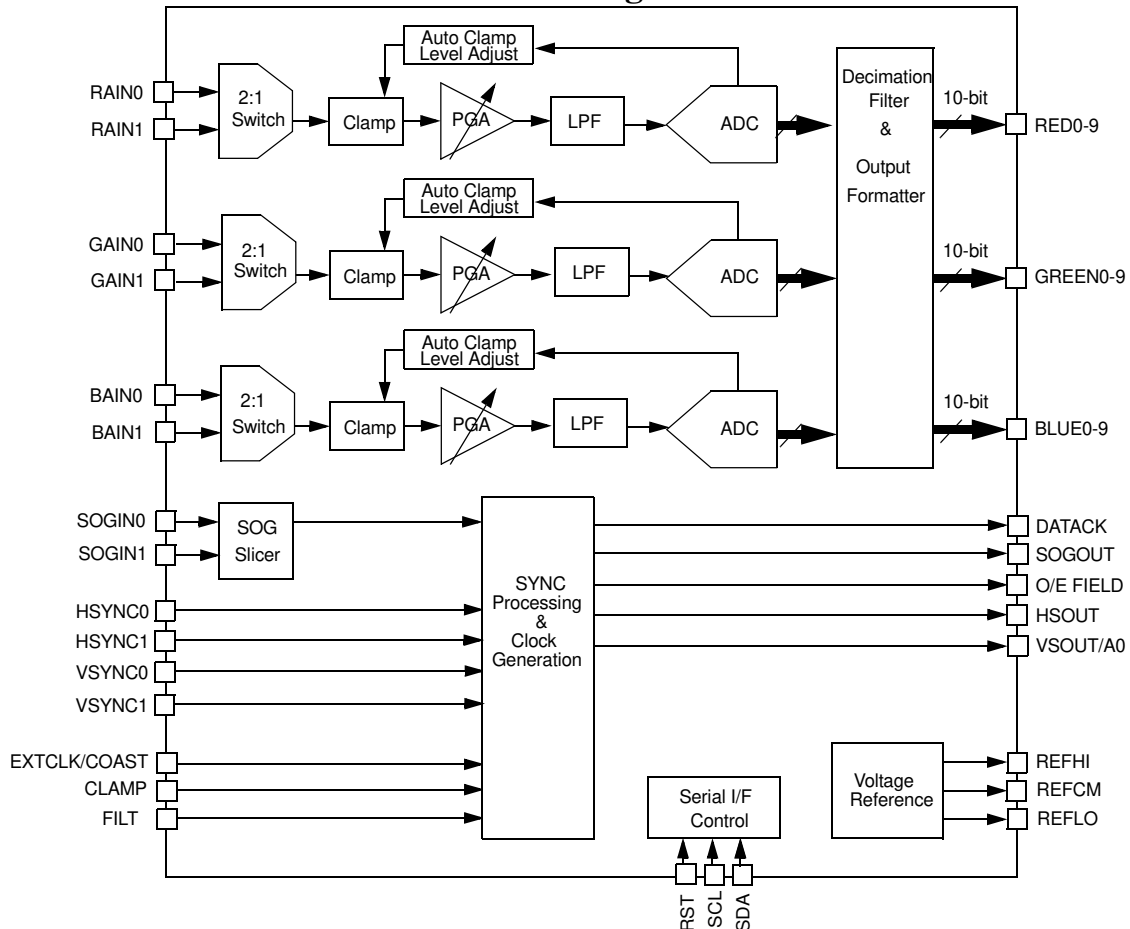 Auto Clamp
Level Adjust
RAIN0
RAIN1
2:1
Switch
Clamp
PGA
LPF
ADC
Decimation
Filter
&
Output
Formatter
10-bit
RED0-9
Auto Clamp
Level Adjust
GAIN0
GAIN1
2:1
Switch
Clamp
PGA
LPF
ADC
10-bit
GREEN0-9
Auto Clamp
Level Adjust
BAIN0
BAIN1
2:1
Switch
Clamp
PGA
LPF
ADC
10-bit
BLUE0-9
SOGIN0
SOGIN1
SOG
Slicer
HSYNC0
HSYNC1
VSYNC0
VSYNC1
EXTCLK/COAST
CLAMP
FILT
SYNC
Processing
&
Clock
Generation
DATACK
SOGOUT
O/E FIELD
HSOUT
VSOUT/A0
Serial I/F
Control
Voltage
Reference
REFHI
REFCM
REFLO
RST
SCL
SDA